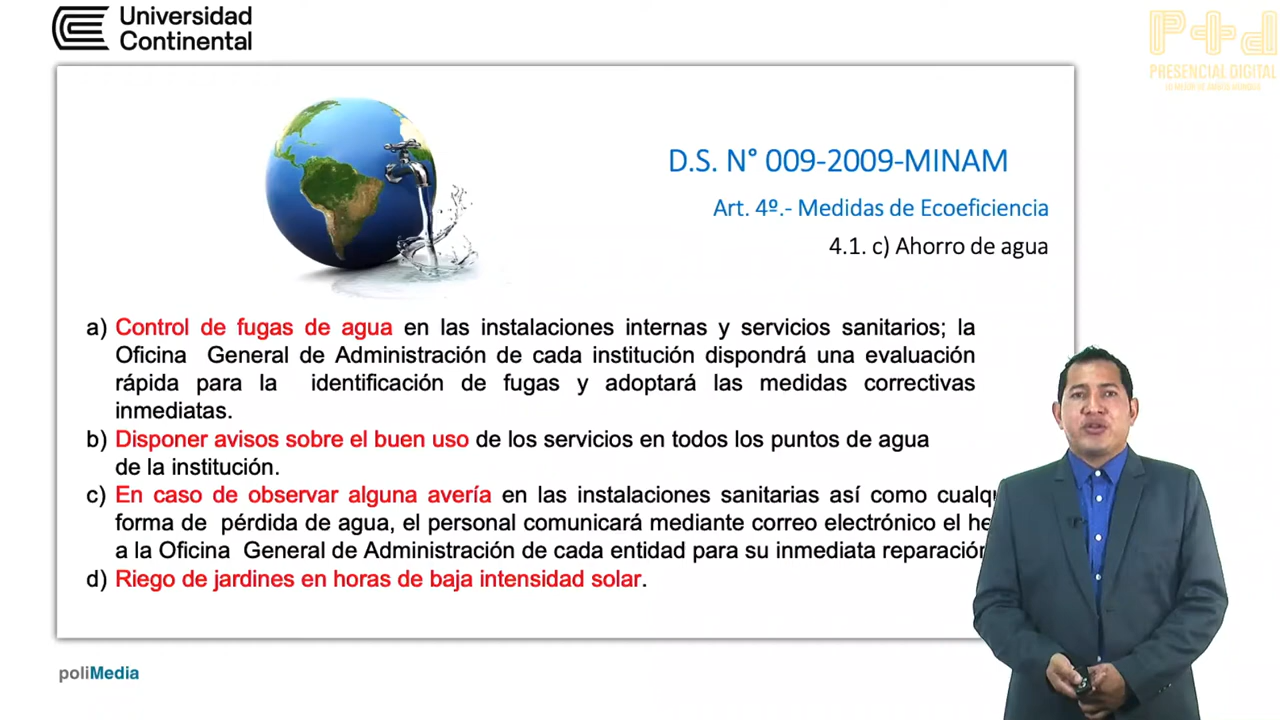 Universidad
Continental
P+d
PRESENCIAL DIGITAL
D.S. N° 009-2009-MINAM
Art. 4º.- Medidas de Ecoeficiencia
4.1. c) Ahorro de agua
a) Control de fugas de agua en las instalaciones internas y servicios sanitarios; la
Oficina General de Administración de cada institución dispondrá una evaluación
rápida para la identificación de fugas y adoptará las medidas correctivas
inmediatas.
b) Disponer avisos sobre el buen uso de los servicios en todos los puntos de agua
de la institución.
c) En caso de observar alguna avería en las instalaciones sanitarias así como
forma de pérdida de agua, el personal comunicará mediante correo electrónico el
a la Oficina General de Administración de cada entidad para su inmediata reparación
d) Riego de jardines en horas de baja intensidad solar.
poliMedia